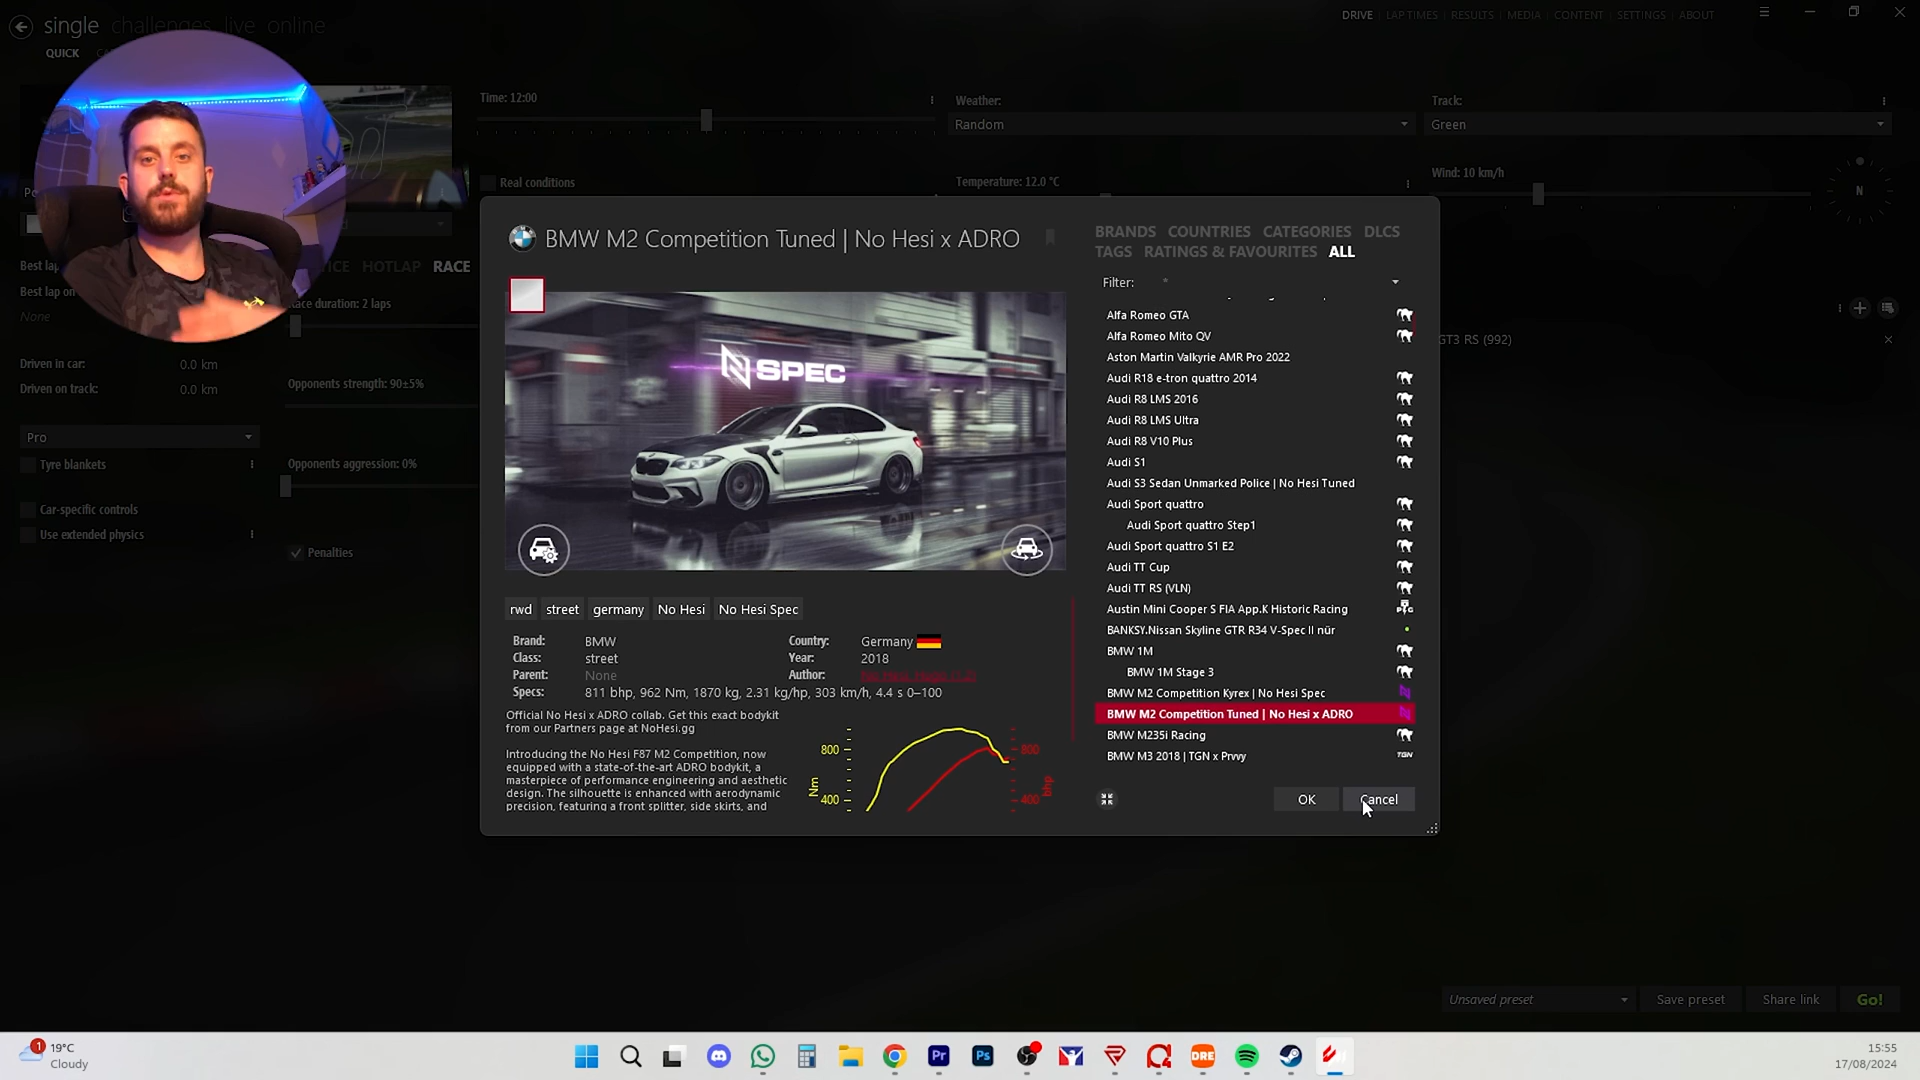 single challenges live online
DRIVE LAP TIMES RESULTS MEDIA CONTENT SETTINGS ABOUT
QUICK
Time: 12:00
Weather:
Random
Track:
Green
Real conditions
Temperature: 12.0 °C
Wind: 10 km/h
N
HOTLAP RACE
Best lap on
None
Race duration: 2 laps
Driven in car: 0.0 km
Driven on track: 0.0 km
Opponents strength: 90±5%
Pro
Tyre blankets
Opponents aggression: 0%
Car-specific controls
Use extended physics
Penalties
GT3 RS (992)
BMW M2 Competition Tuned | No Hesi x ADRO
SPEC
rwd street germany No Hesi No Hesi Spec
Brand: BMW
Class: street
Parent: None
Country: Germany
Year: 2018
Author:
Specs: 811 bhp, 962 Nm, 1870 kg, 2.31 kg/hp, 303 km/h, 4.4 s 0–100
Official No Hesi x ADRO collab. Get this exact bodykit
from our Partners page at NoHesi.gg
Introducing the No Hesi F87 M2 Competition, now
equipped with a state-of-the-art ADRO bodykit, a
masterpiece of performance engineering and aesthetic
design. The silhouette is enhanced with aerodynamic
precision, featuring a front splitter, side skirts, and
800
400
Nm
800
400
bhp
BRANDS COUNTRIES CATEGORIES DLCS
TAGS RATINGS & FAVOURITES ALL
Filter: *
Alfa Romeo GTA
Alfa Romeo Mito QV
Aston Martin Valkyrie AMR Pro 2022
Audi R18 e-tron quattro 2014
Audi R8 LMS 2016
Audi R8 LMS Ultra
Audi R8 V10 Plus
Audi S1
Audi S3 Sedan Unmarked Police | No Hesi Tuned
Audi Sport quattro
Audi Sport quattro Step1
Audi Sport quattro S1 E2
Audi TT Cup
Audi TT RS (VLN)
Austin Mini Cooper S FIA App.K Historic Racing
BANKSY.Nissan Skyline GTR R34 V-Spec II nür
BMW 1M
BMW 1M Stage 3
BMW M2 Competition Kyrex | No Hesi Spec
BMW M2 Competition Tuned | No Hesi x ADRO
BMW M235i Racing
BMW M3 2018 | TGN x Prvvy TGN
OK Cancel
Unsaved preset Save preset Share link Go!
1
19°C
Cloudy
Pr
Ps
DRE
15:55
17/08/2024